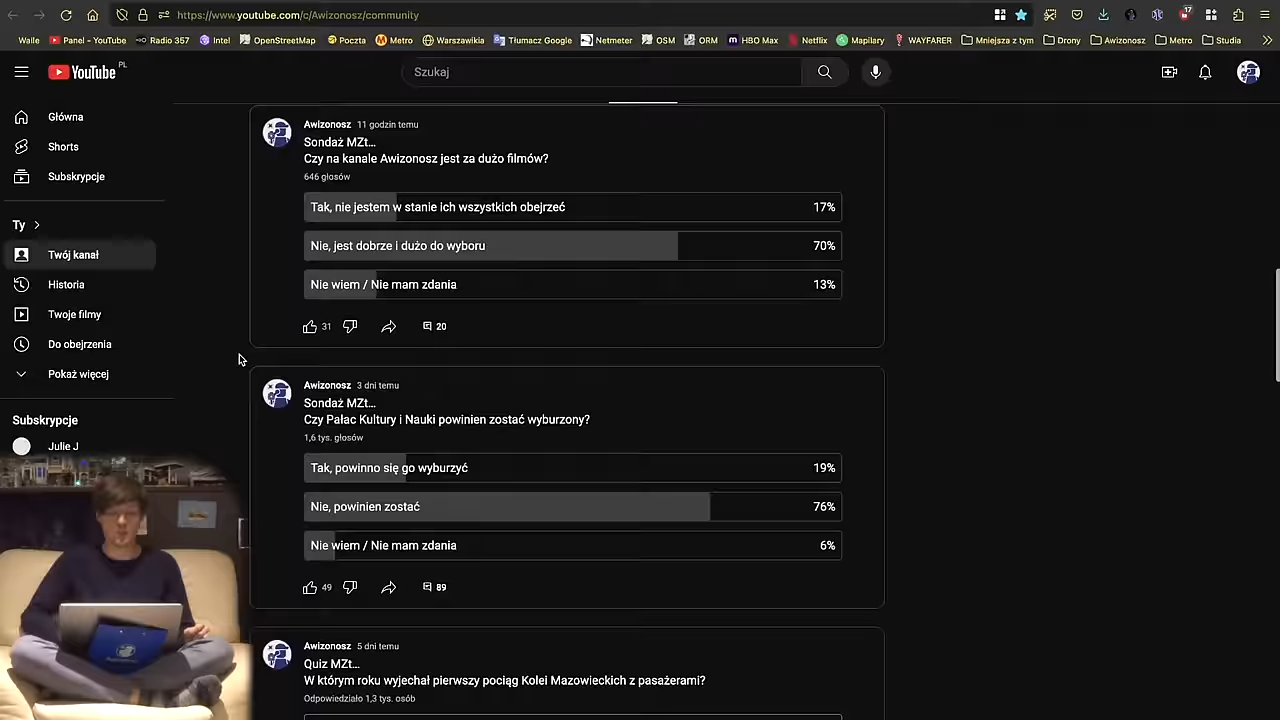 https://www.youtube.com/c/Awizonosz/community
17
Walle
Panel - YouTube
Radio 357
Intel
OpenStreetMap
Poczta
Metro
Warszawikia
Tłumacz Google
Netmeter
OSM
ORM
HBO Max
Netflix
Mapilary
WAYFARER
Mniejsza z tym
Drony
Awizonosz
Metro
Studia
YouTube PL
Szukaj
Główna
Shorts
Subskrypcje
Ty
Twój kanał
Historia
Twoje filmy
Do obejrzenia
Pokaż więcej
Subskrypcje
Julie J
Awizonosz 11 godzin temu
Sondaż MZt...
Czy na kanale Awizonosz jest za dużo filmów?
646 głosów
Tak, nie jestem w stanie ich wszystkich obejrzeć 17%
Nie, jest dobrze i dużo do wyboru 70%
Nie wiem / Nie mam zdania 13%
31 20
Awizonosz 3 dni temu
Sondaż MZt...
Czy Pałac Kultury i Nauki powinien zostać wyburzony?
1,6 tys. głosów
Tak, powinno się go wyburzyć 19%
Nie, powinien zostać 76%
Nie wiem / Nie mam zdania 6%
49 89
Awizonosz 5 dni temu
Quiz MZt...
W którym roku wyjechał pierwszy pociąg Kolei Mazowieckich z pasażerami?
Odpowiedziało 1,3 tys. osób